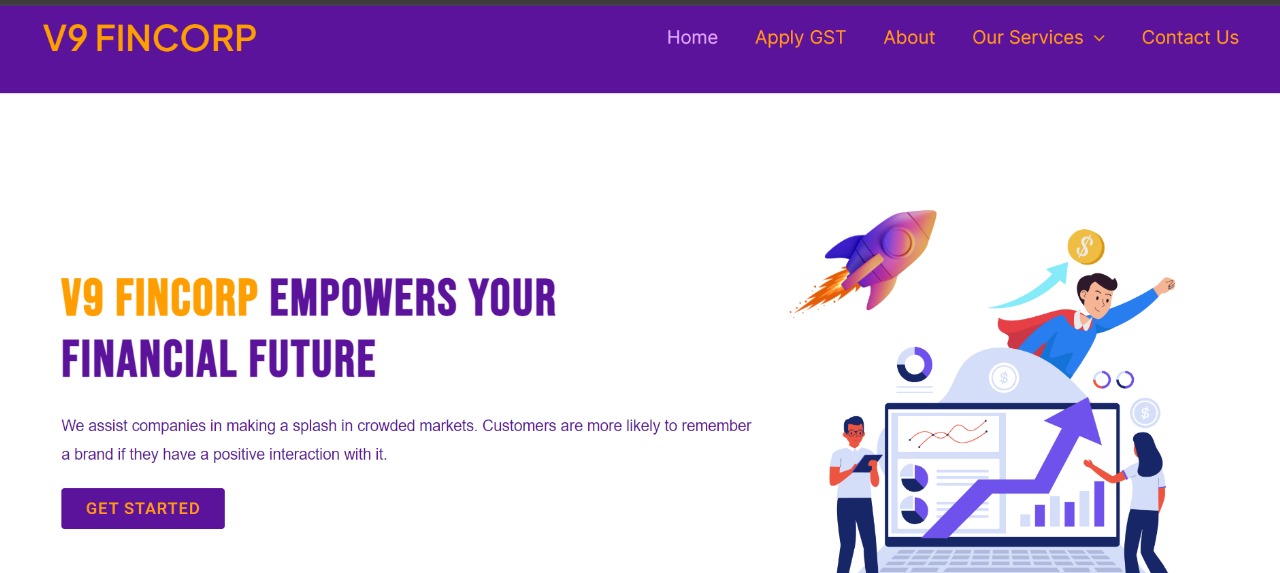 V9 FINCORP
Home
Apply GST
About
Our Services
Contact Us
V9 FINCORP EMPOWERS YOUR
FINANCIAL FUTURE
We assist companies in making a splash in crowded markets. Customers are more likely to remember
a brand if they have a positive interaction with it.
GET STARTED
$
$
$